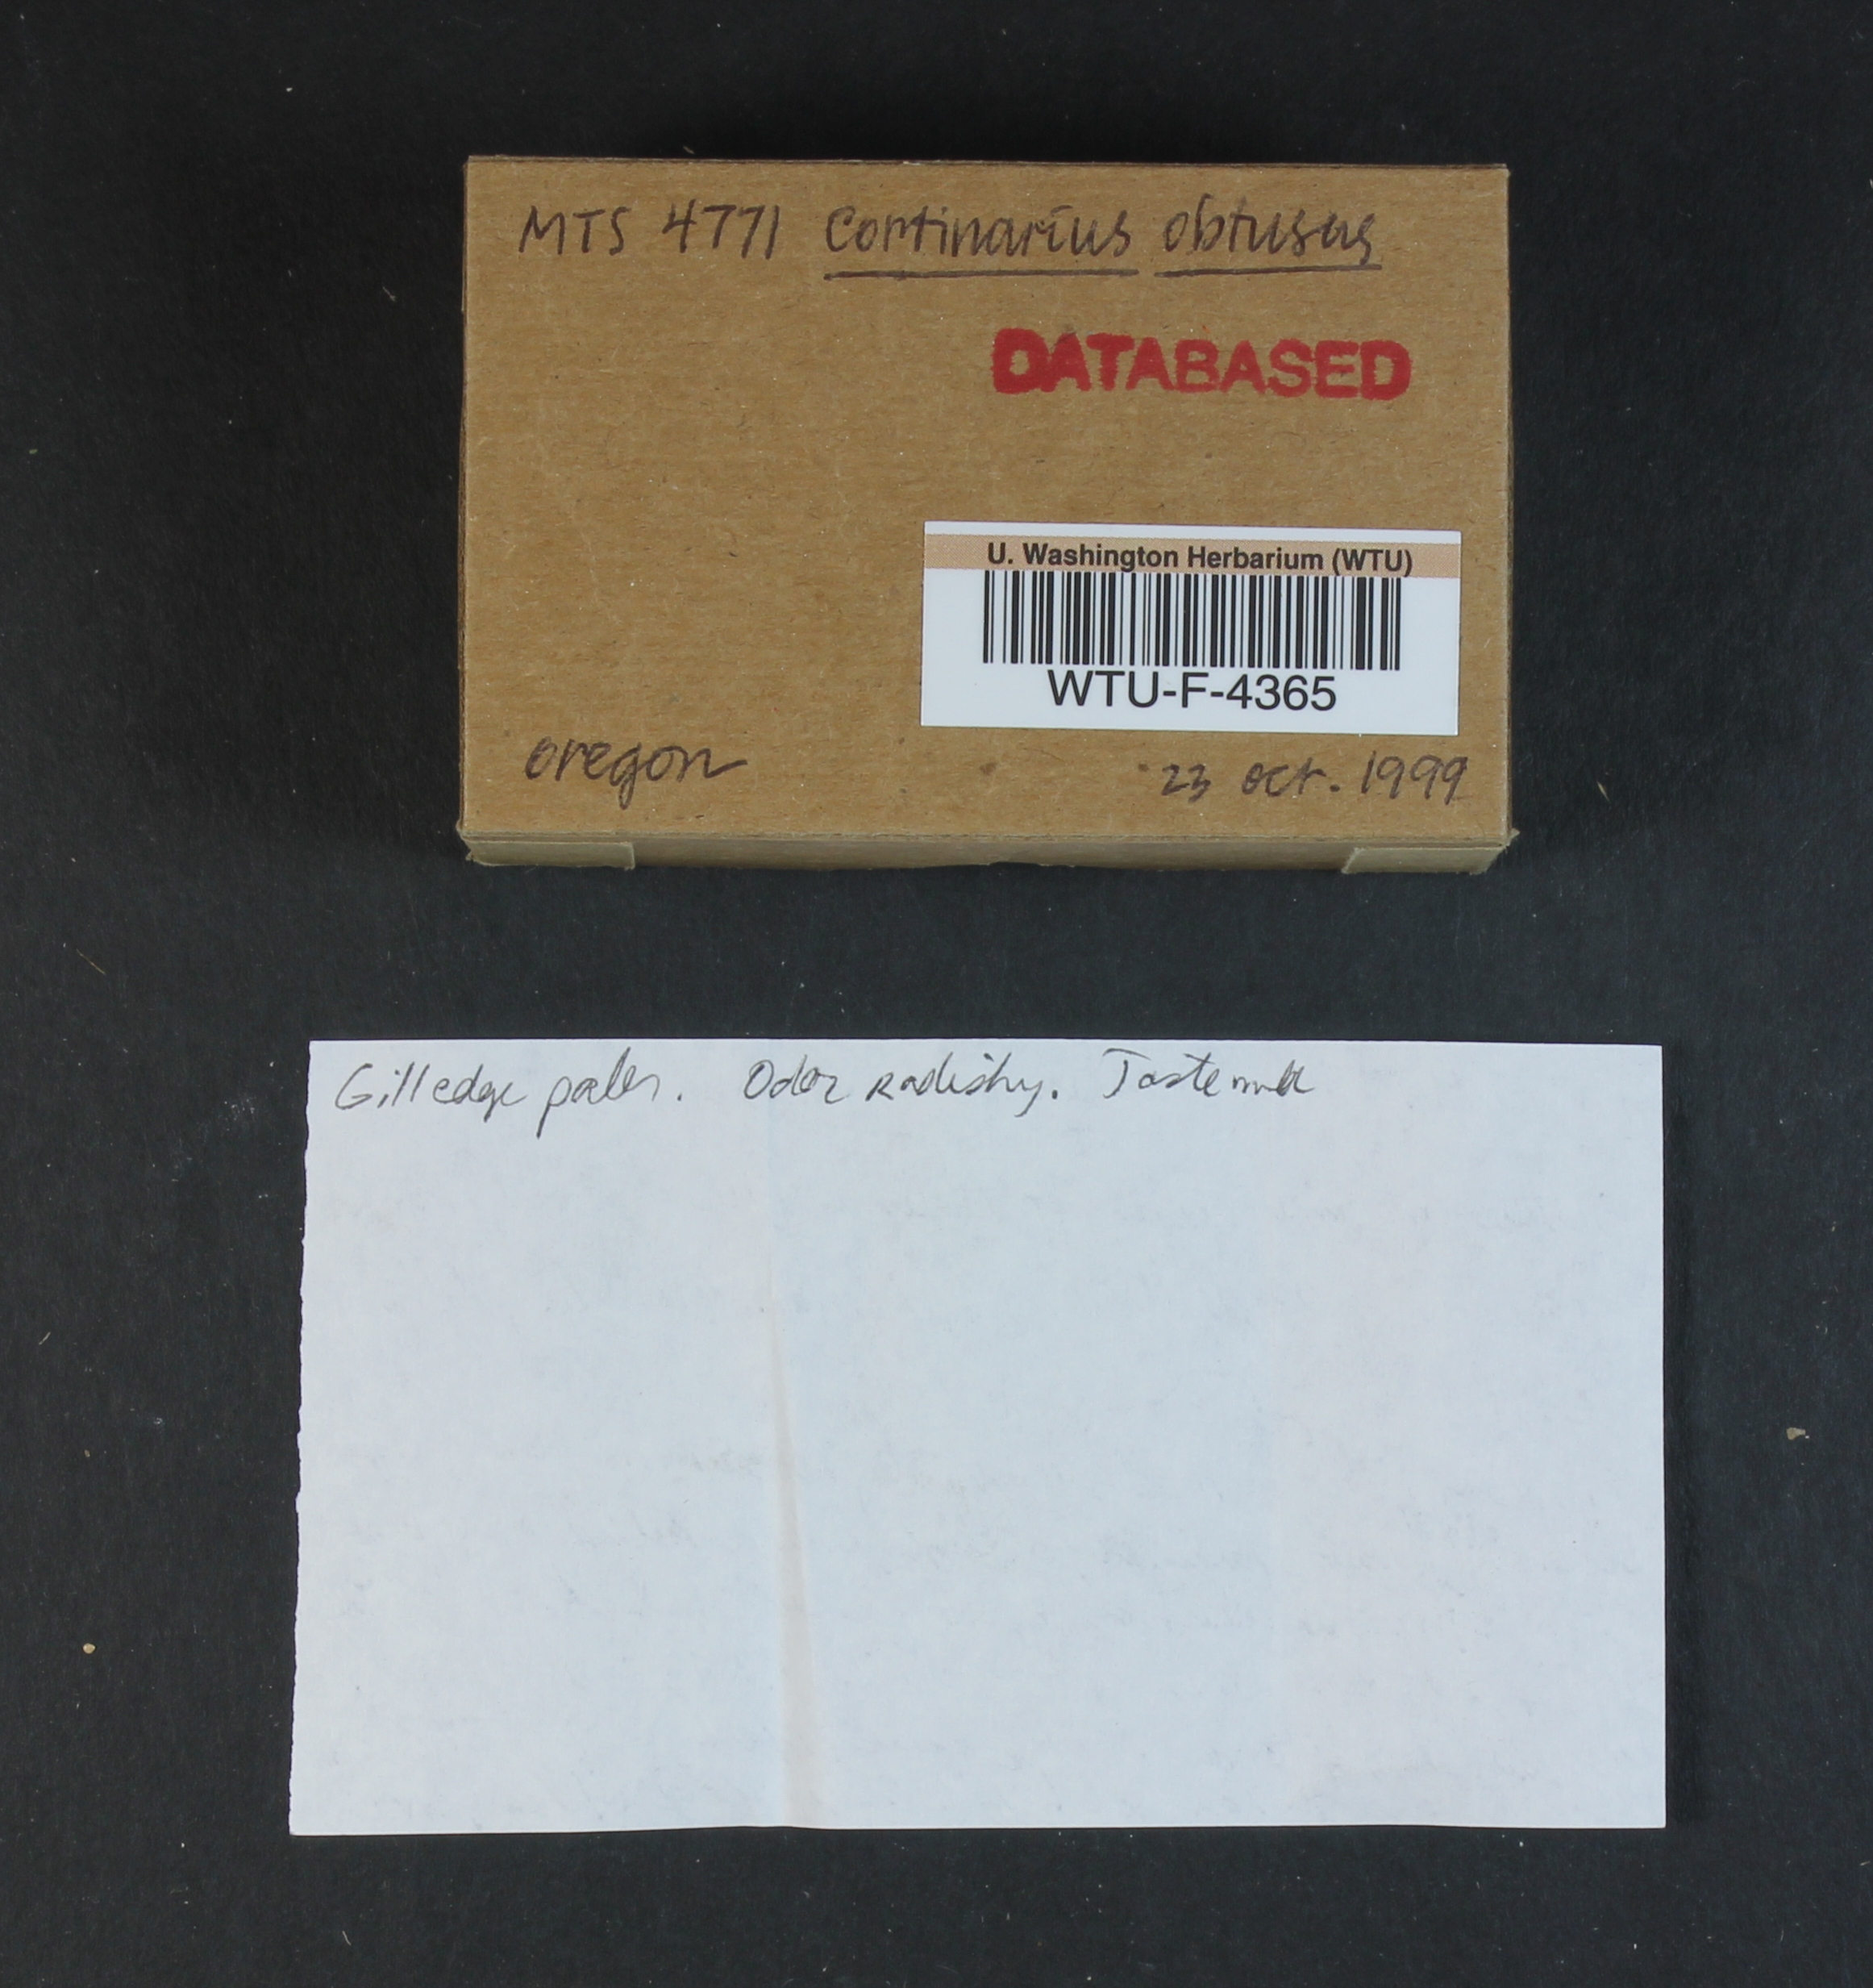 MTS 4771 Cortinarius obtusus
DATABASED
U. Washington Herbarium (WTU)
WTU-F-4365
oregon
23 Oct. 1999
Gill edge paler. Odor radishy. Taste mild